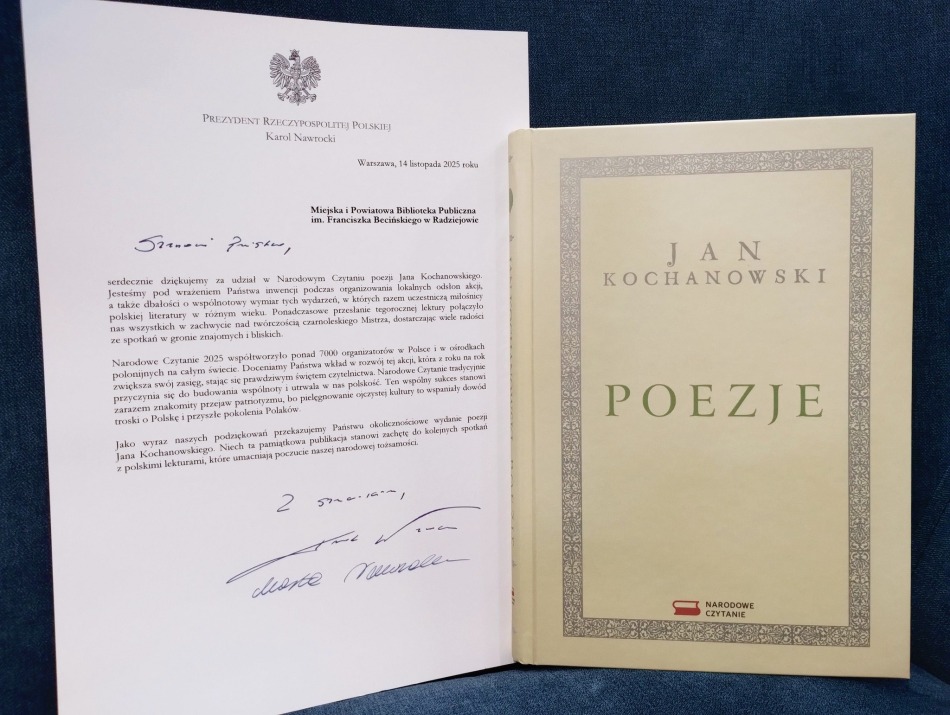 PREZYDENT RZECZYPOSPOLITEJ POLSKIEJ
Karol Nawrocki
Warszawa, 14 listopada 2025 roku
Miejska i Powiatowa Biblioteka Publiczna
im. Franciszka Becińskiego w Radziejowie
Szanowni Państwo,
serdecznie dziękujemy za udział w Narodowym Czytaniu poezji Jana Kochanowskiego.
Jesteśmy pod wrażeniem Państwa inwencji podczas organizowania lokalnych odsłon akcji,
a także dbałości o wspólnotowy wymiar tych wydarzeń, w których razem uczestniczą miłośnicy
polskiej literatury w różnym wieku. Ponadczasowe przesłanie tegorocznej lektury połączyło
nas wszystkich w zachwycie nad twórczością czarnoleskiego Mistrza, dostarczając wiele radości
ze spotkań w gronie znajomych i bliskich.
Narodowe Czytanie 2025 współtworzyło ponad 7000 organizatorów w Polsce i w ośrodkach
polonijnych na całym świecie. Doceniamy Państwa wkład w rozwój tej akcji, która z roku na rok
zwiększa swój zasięg, stając się prawdziwym świętem czytelnictwa. Narodowe Czytanie tradycyjnie
przyczynia się do budowania wspólnoty i utrwala w nas polskość. Ten wspólny sukces stanowi
zarazem znakomity przejaw patriotyzmu, bo pielęgnowanie ojczystej kultury to wspaniały dowód
troski o Polskę i przyszłe pokolenia Polaków.
Jako wyraz naszych podziękowań przekazujemy Państwu okolicznościowe wydanie poezji
Jana Kochanowskiego. Niech ta pamiątkowa publikacja stanowi zachętę do kolejnych spotkań
z polskimi lekturami, które umacniają poczucie naszej narodowej tożsamości.
Z szacunkiem,
Marta Nawrocka
JAN
KOCHANOWSKI
POEZJE
NARODOWE
CZYTANIE